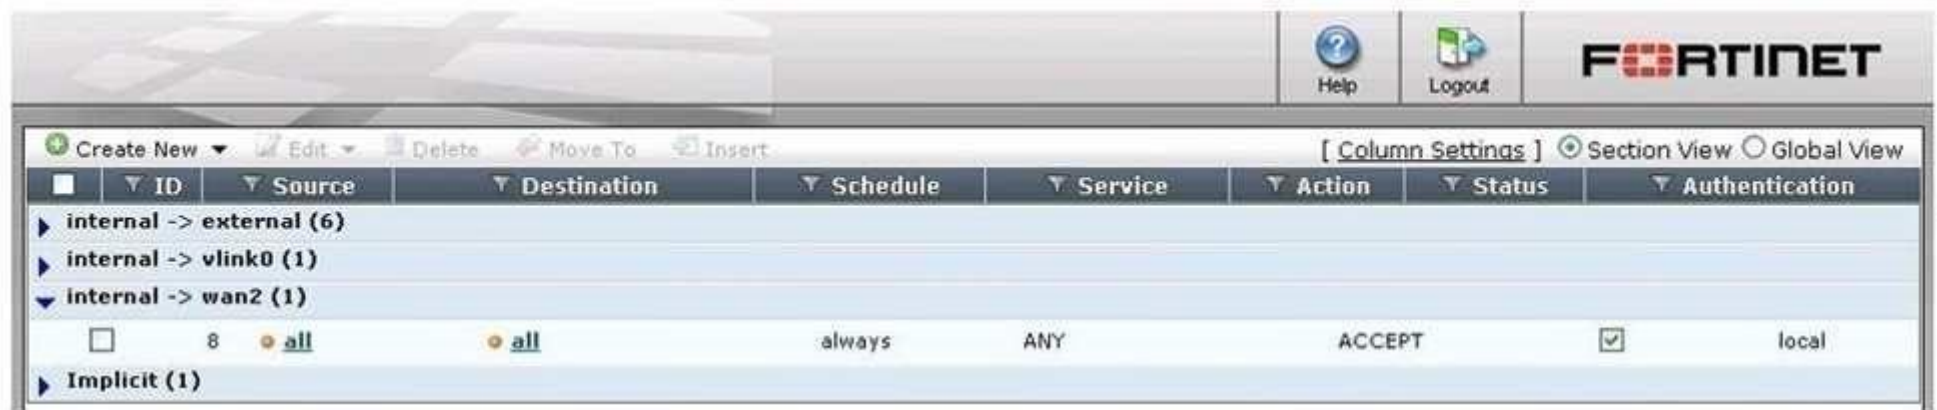 Help Logout FORTINET
Create New Edit Delete Move To Insert [ Column Settings ] Section View Global View
ID Source Destination Schedule Service Action Status Authentication
internal -> external (6)
internal -> vlink0 (1)
internal -> wan2 (1)
8 all all always ANY ACCEPT local
Implicit (1)